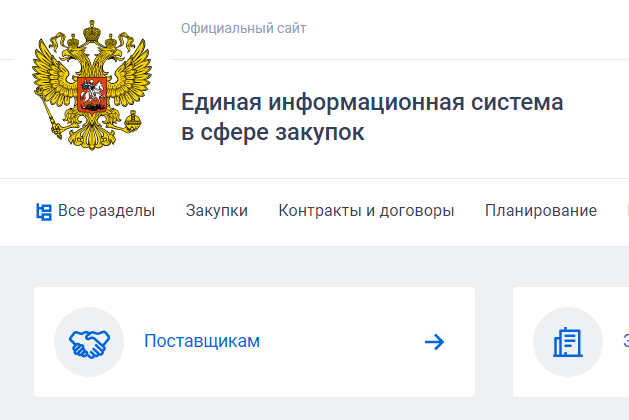 Официальный сайт
Единая информационная система
в сфере закупок
Все разделы Закупки Контракты и договоры Планирование
Поставщикам